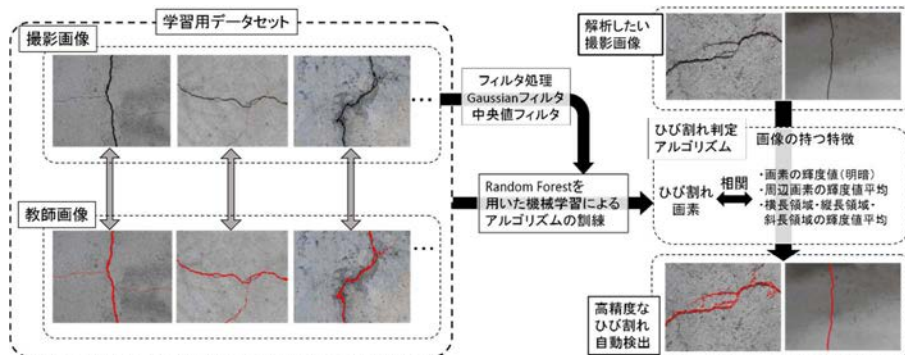 学習用データセット
撮影画像
教師画像
フィルタ処理
Gaussianフィルタ
中央値フィルタ
Random Forestを
用いた機械学習による
アルゴリズムの訓練
解析したい
撮影画像
ひび割れ判定
アルゴリズム
画像の持つ特徴
ひび割れ
画素
相関
・画素の輝度値(明暗)
・周辺画素の輝度値平均
・横長領域・縦長領域・
斜長領域の輝度値平均
高精度な
ひび割れ
自動検出